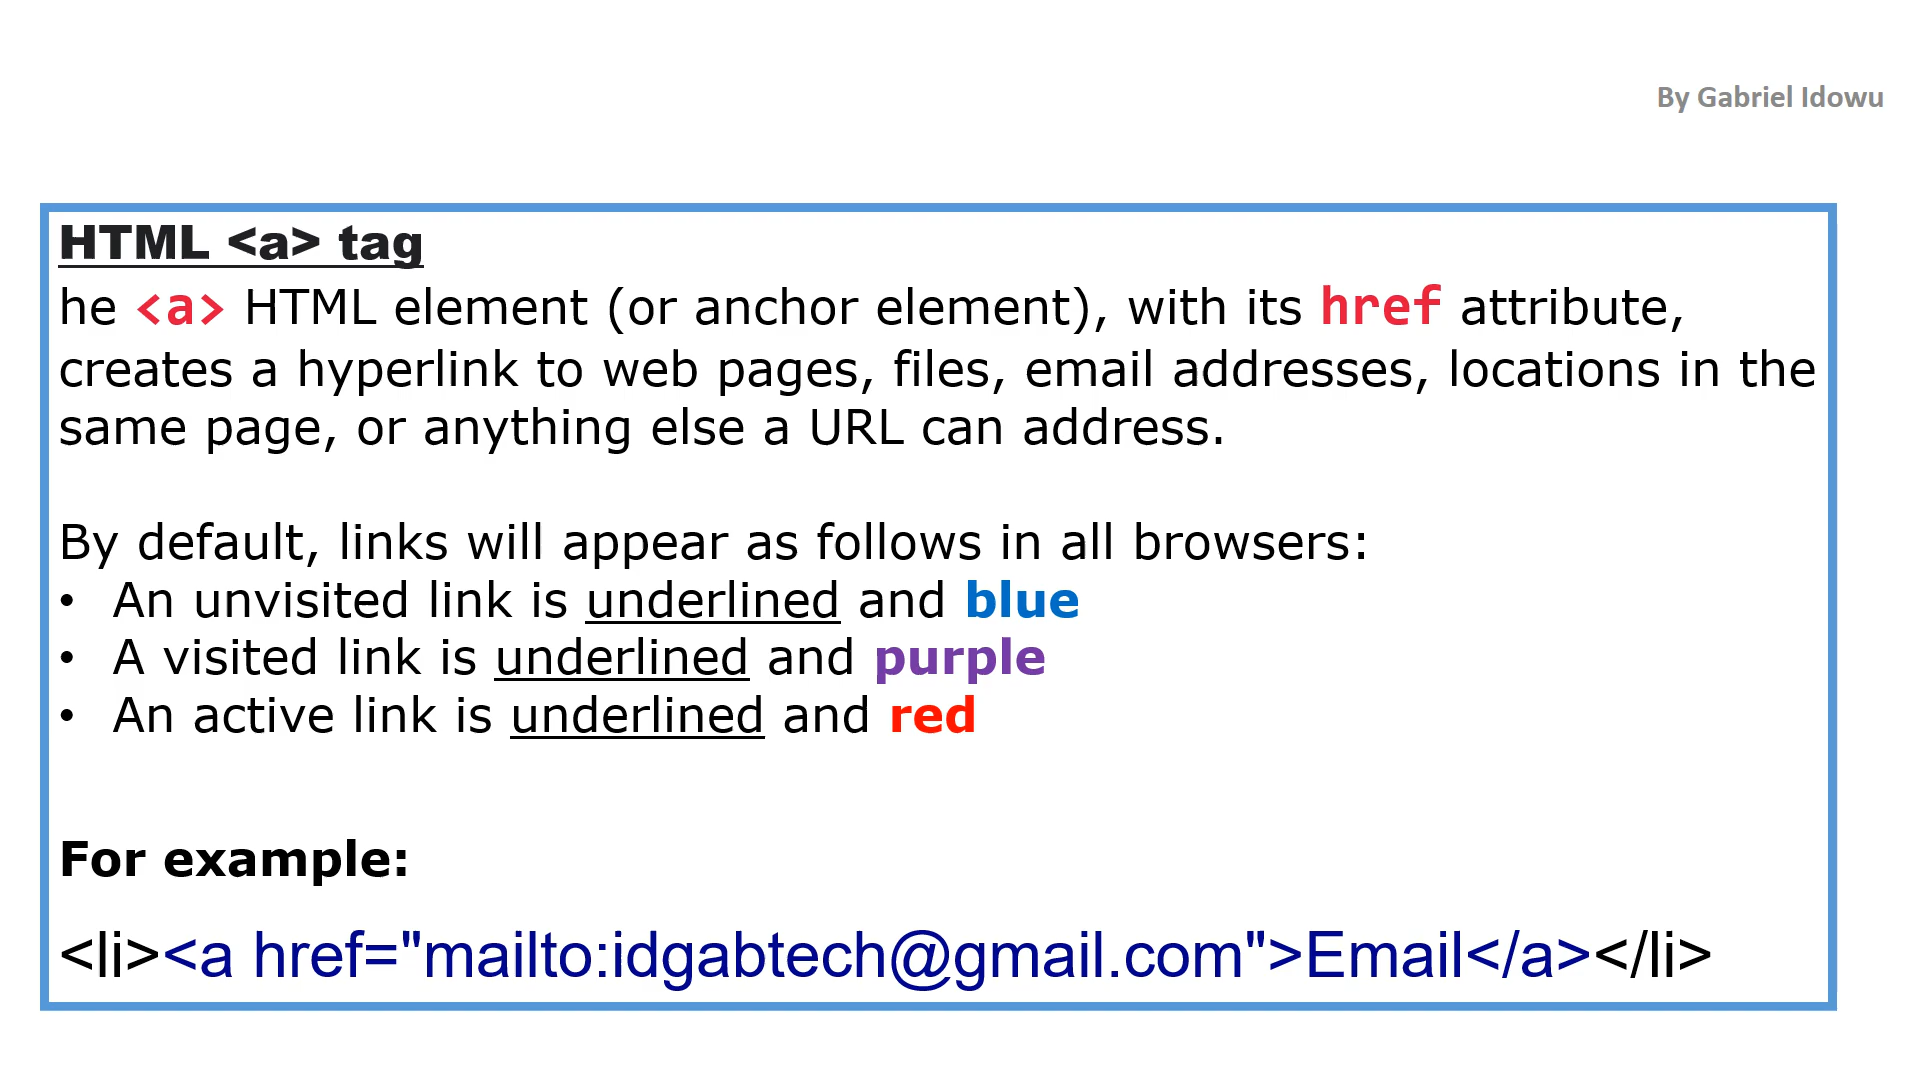 By Gabriel Idowu
HTML <a> tag
he <a> HTML element (or anchor element), with its href attribute,
creates a hyperlink to web pages, files, email addresses, locations in the
same page, or anything else a URL can address.
By default, links will appear as follows in all browsers:
• An unvisited link is underlined and blue
• A visited link is underlined and purple
• An active link is underlined and red
For example:
<li><a href="mailto:idgabtech@gmail.com">Email</a></li>